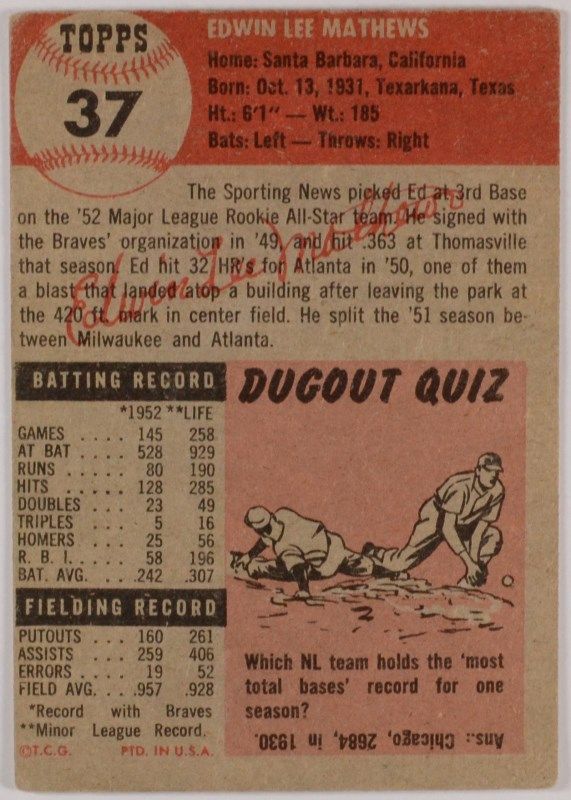 TOPPS
37
EDWIN LEE MATHEWS
Home: Santa Barbara, California
Born: Oct. 13, 1931, Texarkana, Texas
Ht.: 6'1" — Wt.: 185
Bats: Left — Throws: Right
The Sporting News picked Ed at 3rd Base
on the '52 Major League Rookie All-Star team. He signed with
the Braves' organization in '49, and hit .363 at Thomasville
that season. Ed hit 32 HR's for Atlanta in '50, one of them
a blast that landed atop a building after leaving the park at
the 420 ft. mark in center field. He split the '51 season be-
tween Milwaukee and Atlanta.
Edwin Lee Mathews
BATTING RECORD
*1952 **LIFE
GAMES .... 145 258
AT BAT .... 528 929
RUNS .... 80 190
HITS ..... 128 285
DOUBLES .... 23 49
TRIPLES .... 5 16
HOMERS .... 25 56
R. B. I. .... 58 196
BAT. AVG. .... .242 .307
FIELDING RECORD
PUTOUTS .... 160 261
ASSISTS .... 259 406
ERRORS .... 19 52
FIELD AVG. .. .957 .928
*Record with Braves
**Minor League Record.
©T.C.G. PTD. IN U.S.A.
DUGOUT QUIZ
Which NL team holds the 'most
total bases' record for one
season?
Ans.: Chicago, 2684, in 1930.